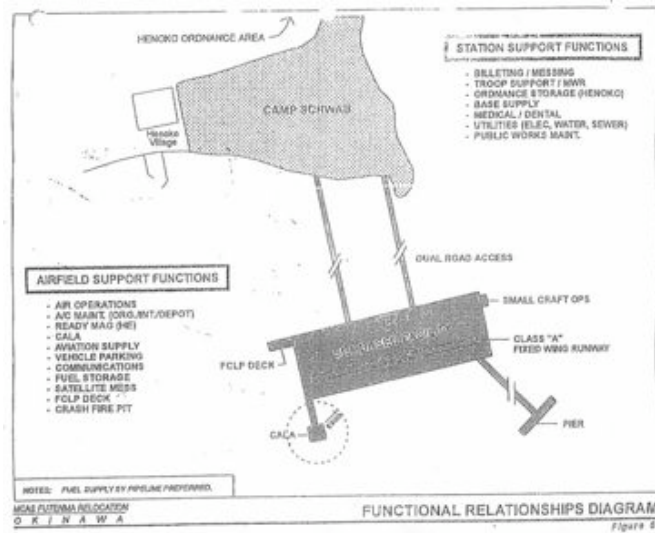 HENOKO ORDNANCE AREA
CAMP SCHWAB
Henoko
Village
STATION SUPPORT FUNCTIONS
- BILLETING / MESSING
- TROOP SUPPORT / MWR
- ORDNANCE STORAGE (HENOKO)
- BASE SUPPLY
- MEDICAL / DENTAL
- UTILITIES (ELEC, WATER, SEWER)
- PUBLIC WORKS MAINT.
DUAL ROAD ACCESS
AIRFIELD SUPPORT FUNCTIONS
- AIR OPERATIONS
- A/C MAINT. (ORG./INT./DEPOT)
- READY MAG (HE)
- CALA
- AVIATION SUPPLY
- VEHICLE PARKING
- COMMUNICATIONS
- FUEL STORAGE
- SATELLITE MESS
- FCLP DECK
- CRASH FIRE PIT
SMALL CRAFT OPS
CLASS "A"
FIXED WING RUNWAY
FCLP DECK
CALA
PIER
NOTES: FUEL SUPPLY BY PIPELINE PREFERRED.
MCAS FUTENMA RELOCATION
OKINAWA
FUNCTIONAL RELATIONSHIPS DIAGRAM